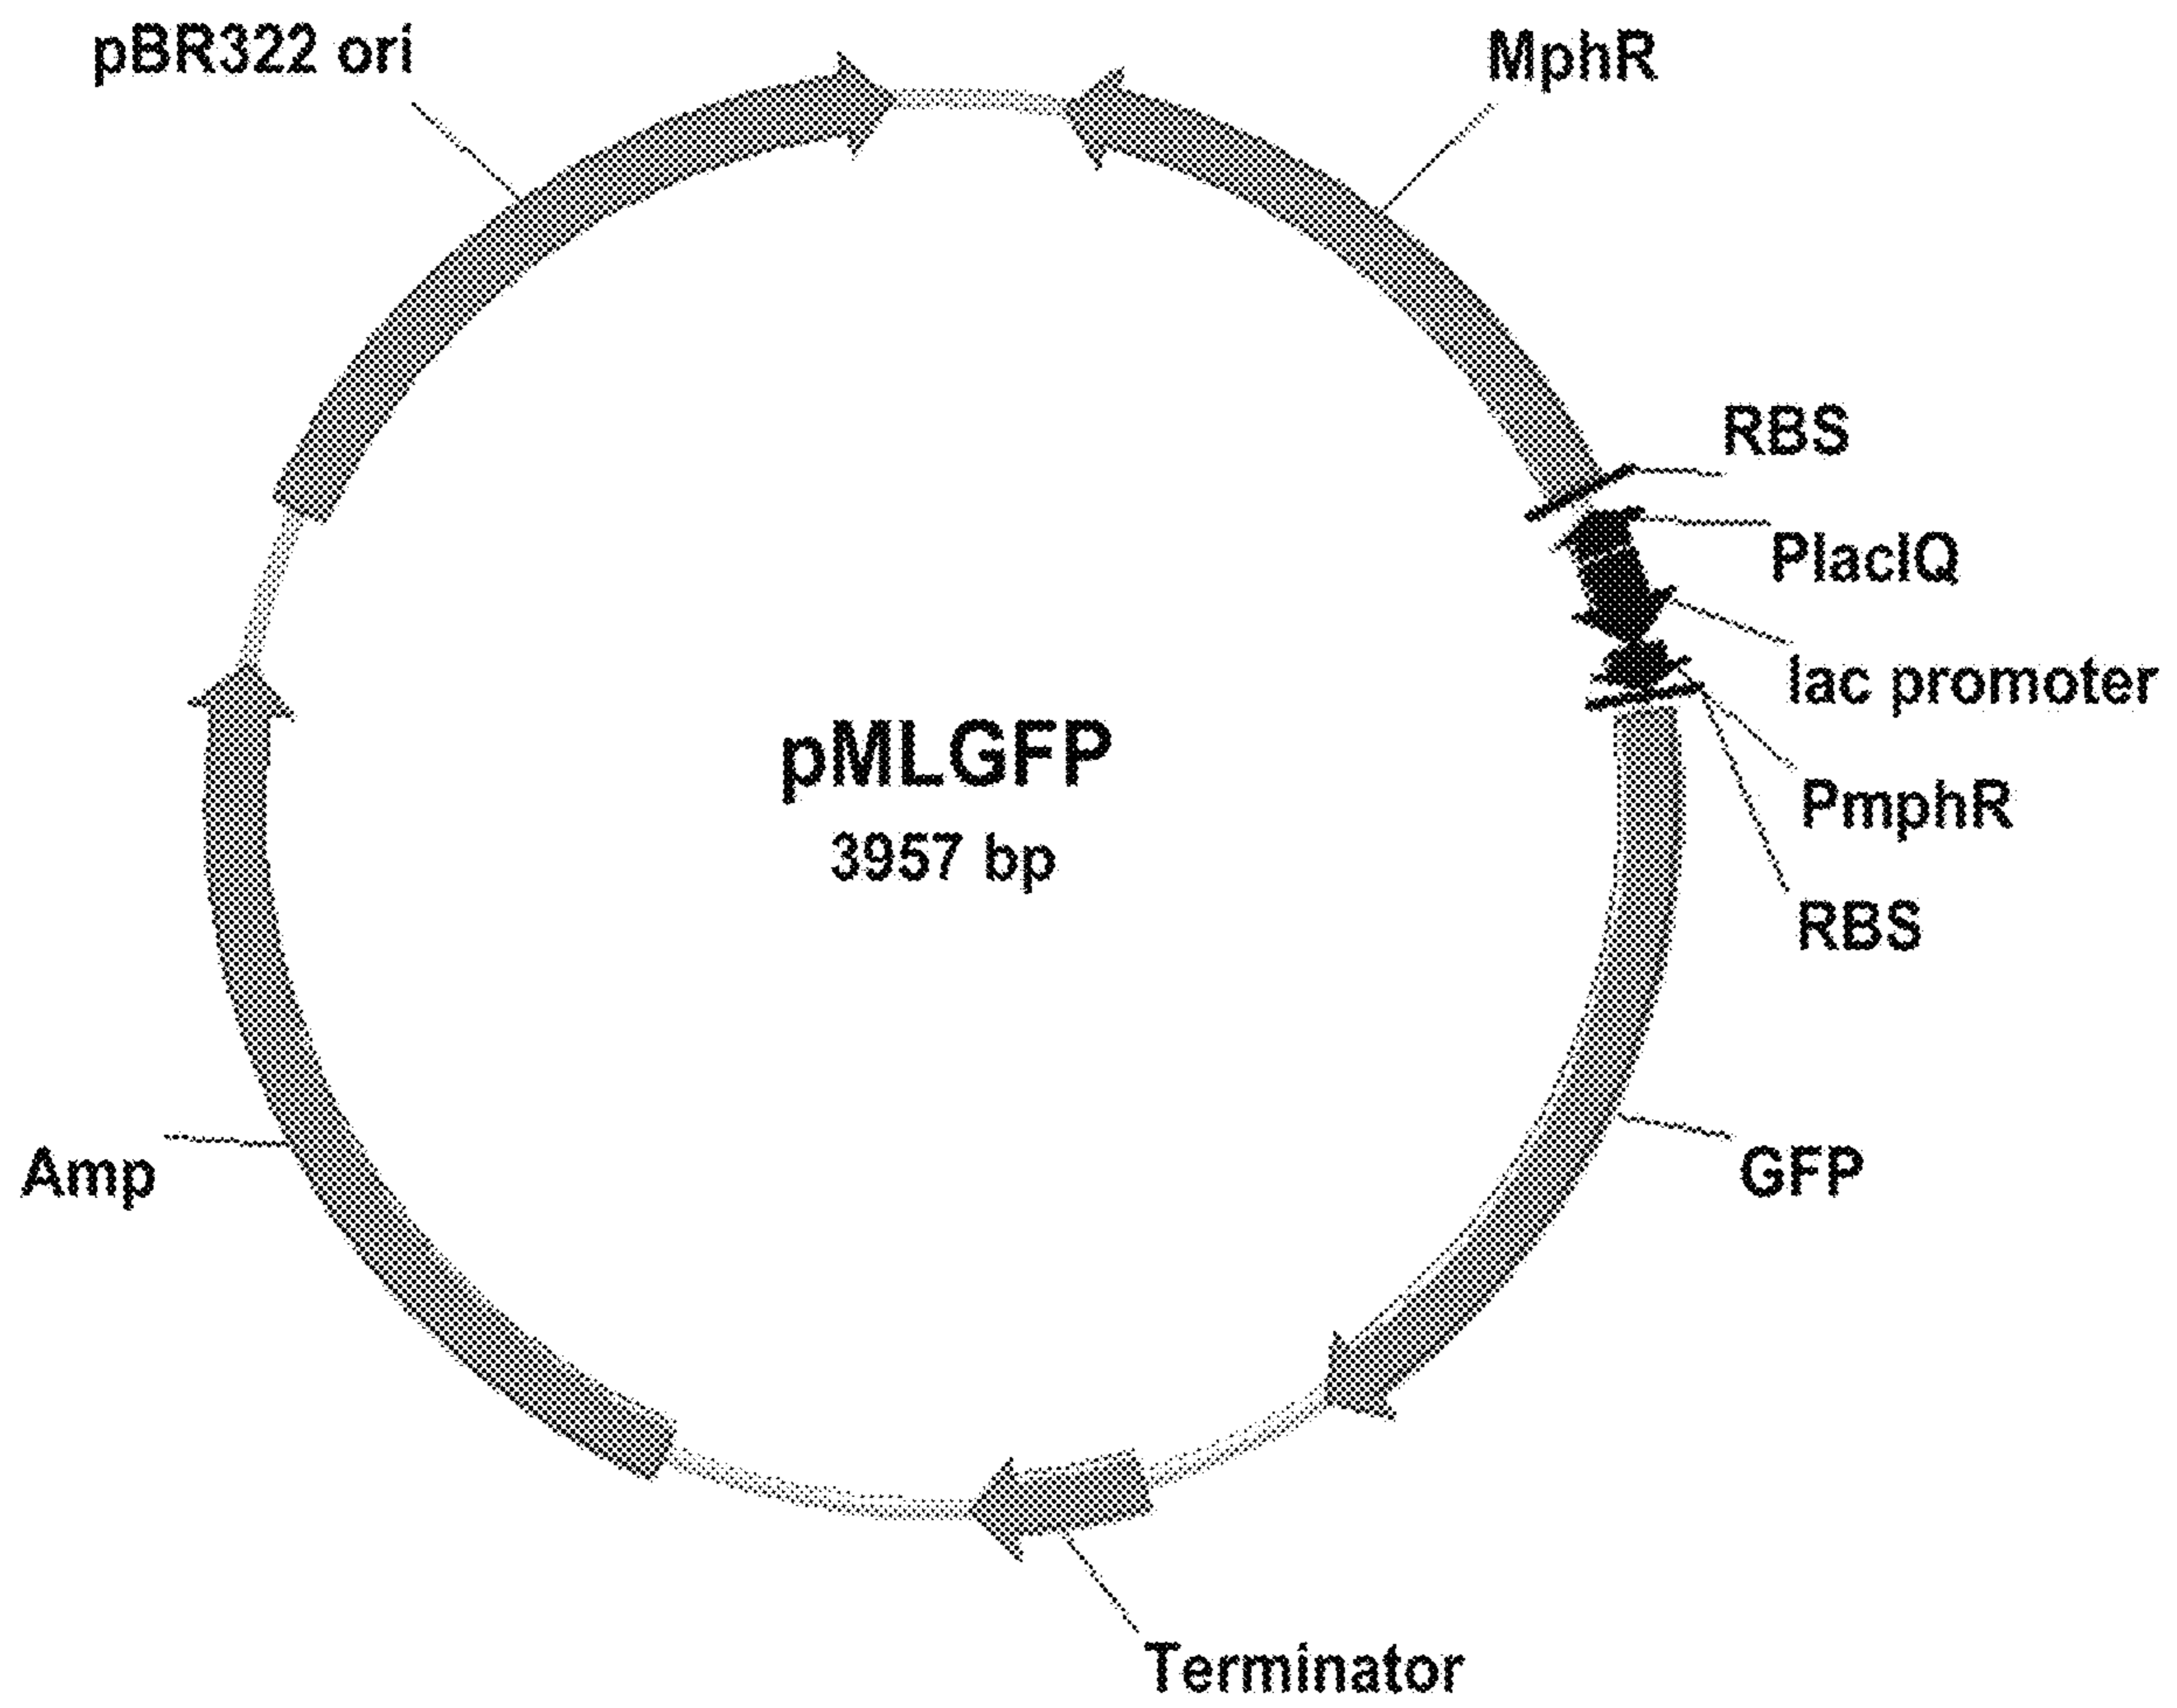 pBR322 ori
MphR
RBS
PlacIQ
lac promoter
pMLGFP
3957 bp
PmphR
RBS
Amp
GFP
Terminator